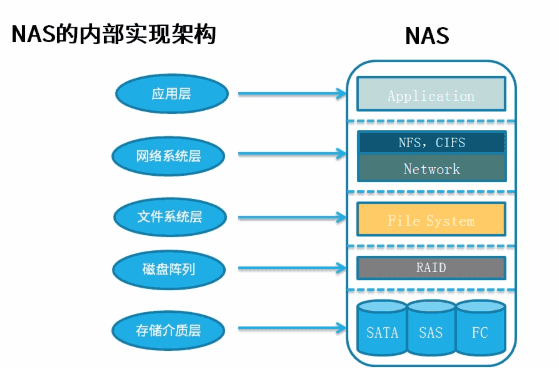 NAS的内部实现架构
NAS
应用层
Application
网络系统层
NFS，CIFS
Network
文件系统层
File System
磁盘阵列
RAID
存储介质层
SATA
SAS
FC